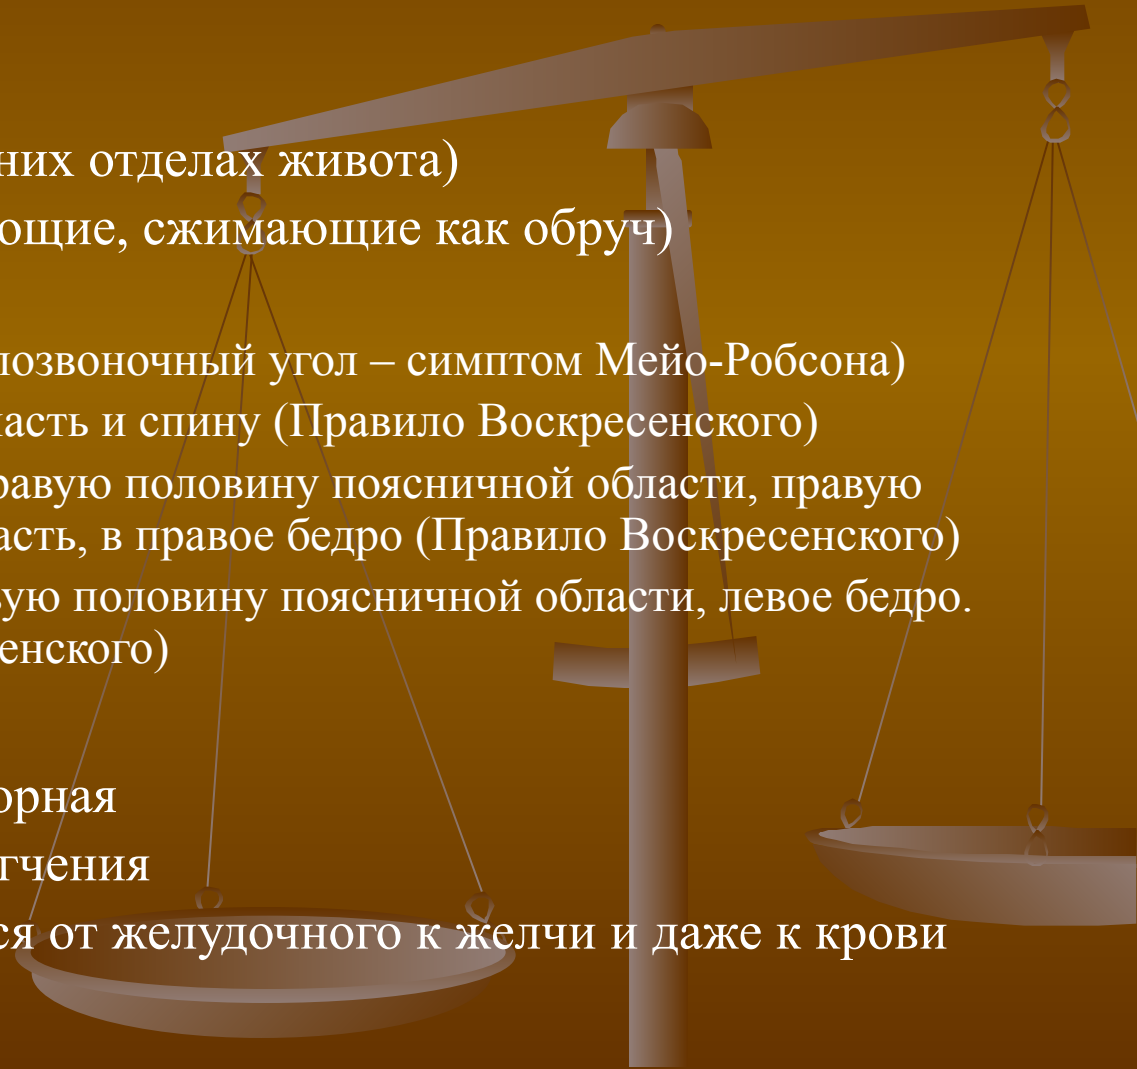 них отделах живота)
ощие, сжимающие как обруч)
позвоночный угол – симптом Мейо-Робсона)
ласть и спину (Правило Воскресенского)
равую половину поясничной области, правую
асть, в правое бедро (Правило Воскресенского)
вую половину поясничной области, левое бедро.
енского)
орная
гчения
ся от желудочного к желчи и даже к крови